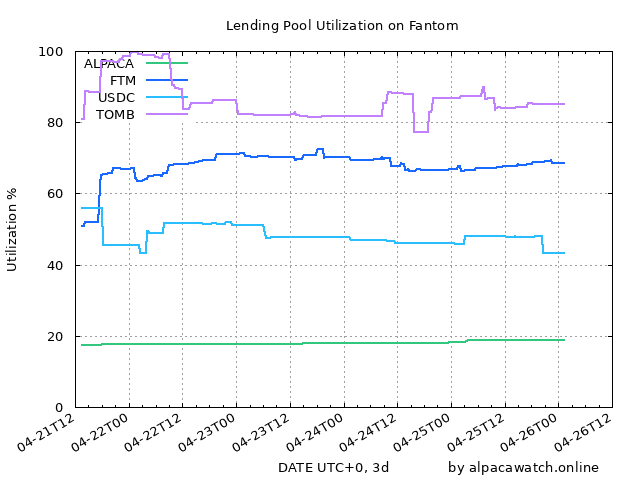 Lending Pool Utilization on Fantom
Utilization %
100
80
60
40
20
0
ALPACA
FTM
USDC
TOMB
04-21T12
04-22T00
04-22T12
04-23T00
04-23T12
04-24T00
04-24T12
04-25T00
04-25T12
04-26T00
04-26T12
DATE UTC+0, 3d
by alpacawatch.online